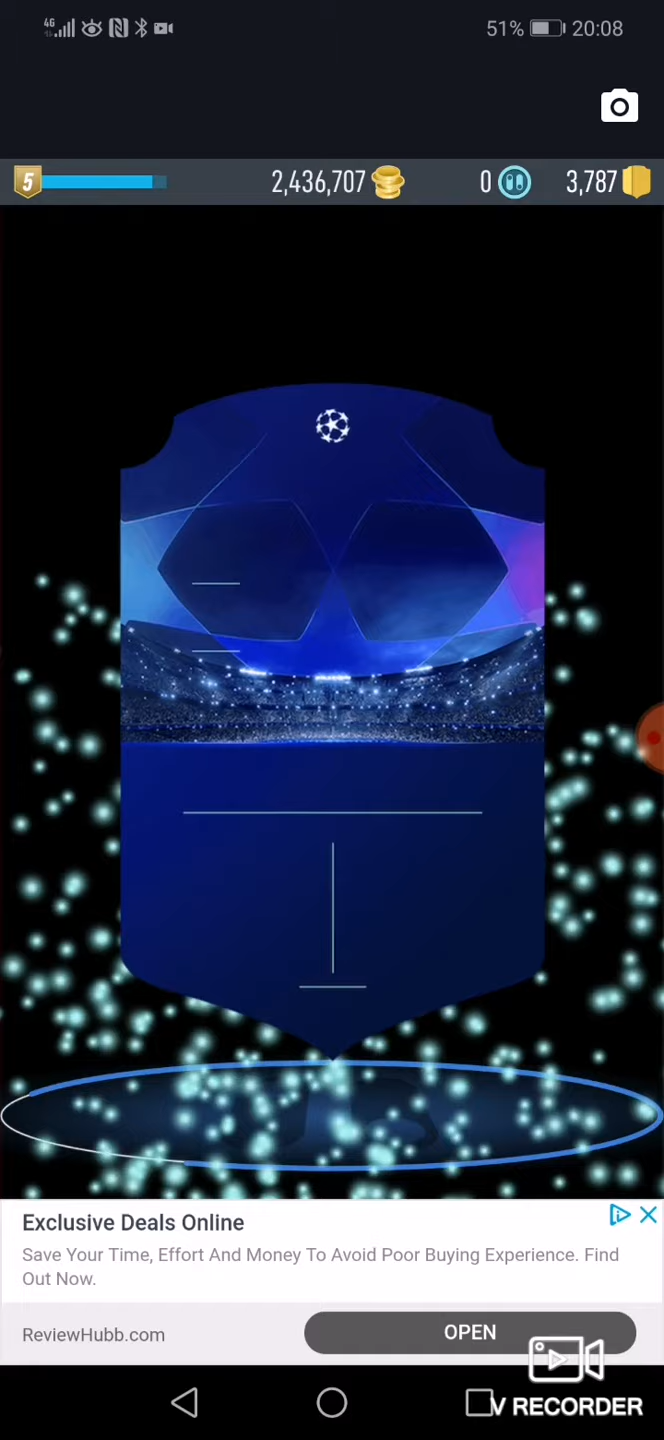 4G 51% 20:08
5 2,436,707 0 3,787
Exclusive Deals Online
Save Your Time, Effort And Money To Avoid Poor Buying Experience. Find
Out Now.
ReviewHubb.com OPEN
V RECORDER